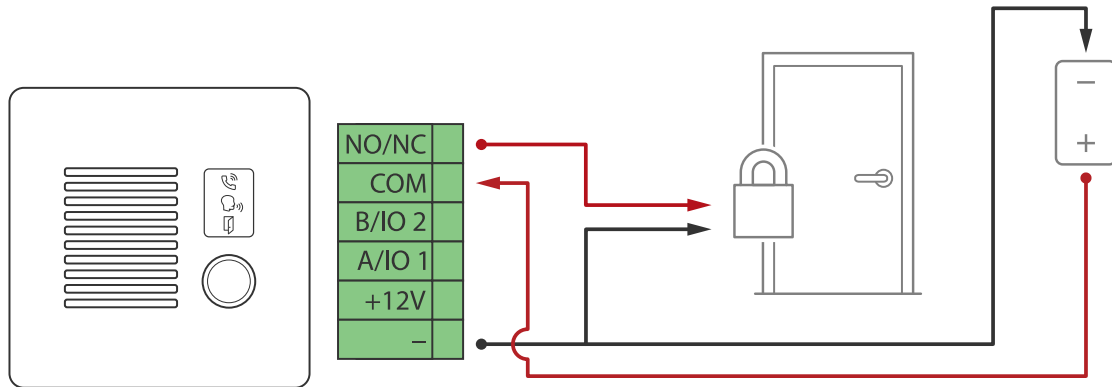 NO/NC
COM
B/IO 2
A/IO 1
+12V
–
–
+